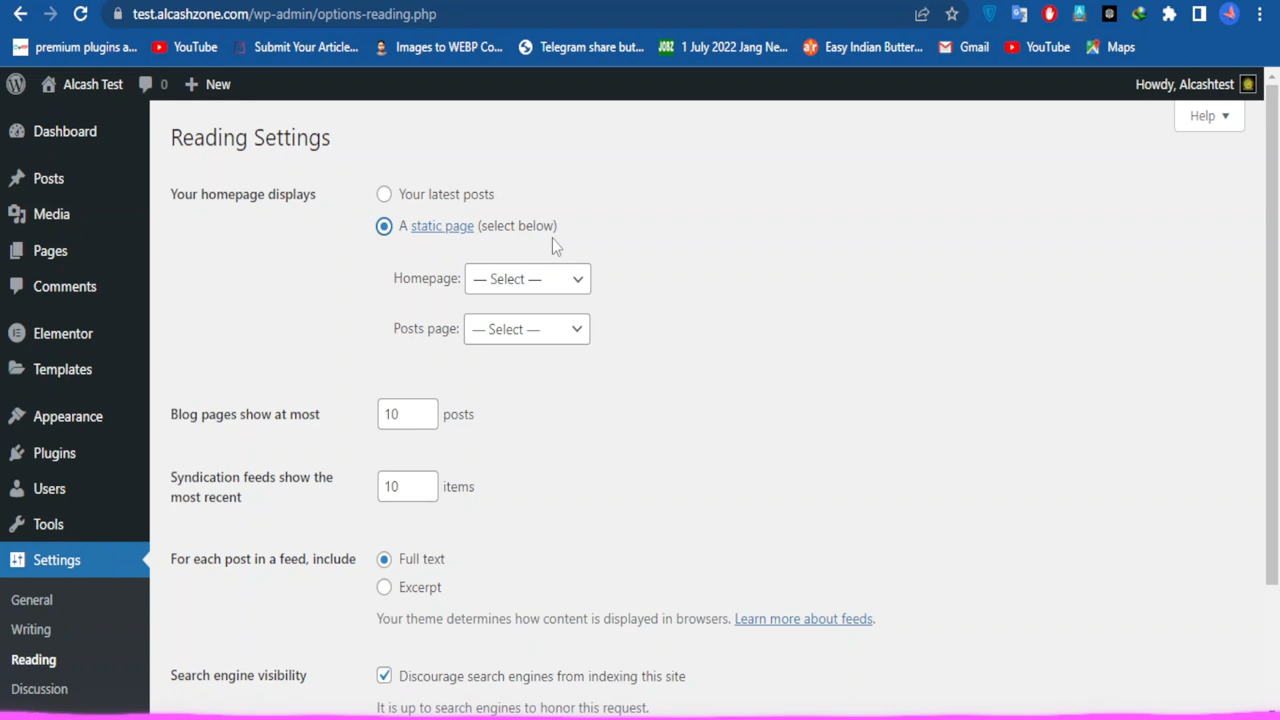 test.alcashzone.com/wp-admin/options-reading.php
premium plugins a... YouTube Submit Your Article... Images to WEBP Co... Telegram share but... JOBZ 1 July 2022 Jang Ne... Easy Indian Butter... Gmail YouTube Maps
Alcash Test 0 New Howdy, Alcashtest
Help
Reading Settings
Dashboard
Posts
Media
Pages
Comments
Elementor
Templates
Appearance
Plugins
Users
Tools
Settings
General
Writing
Reading
Discussion
Your homepage displays
Your latest posts
A static page (select below)
Homepage: — Select —
Posts page: — Select —
Blog pages show at most 10 posts
Syndication feeds show the
most recent
10 items
For each post in a feed, include
Full text
Excerpt
Your theme determines how content is displayed in browsers. Learn more about feeds.
Search engine visibility
Discourage search engines from indexing this site
It is up to search engines to honor this request.